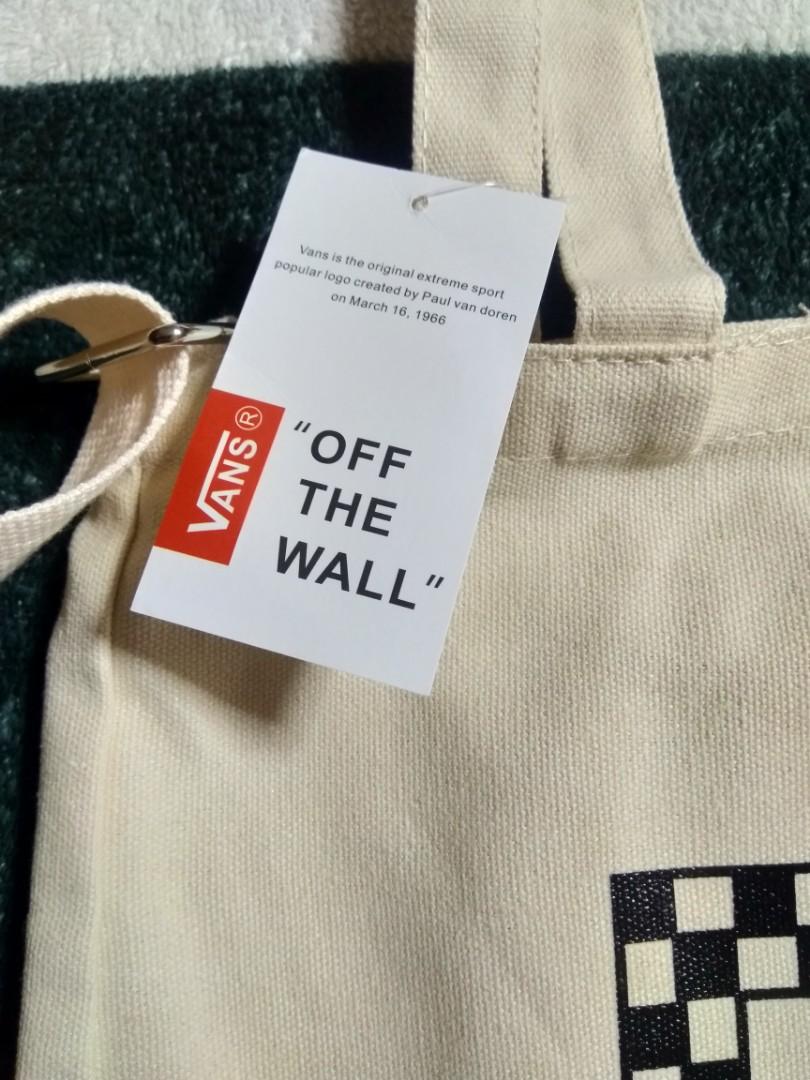 Vans is the original extreme sport
popular logo created by Paul van doren
on March 16, 1966
VANS®
"OFF
THE
WALL"